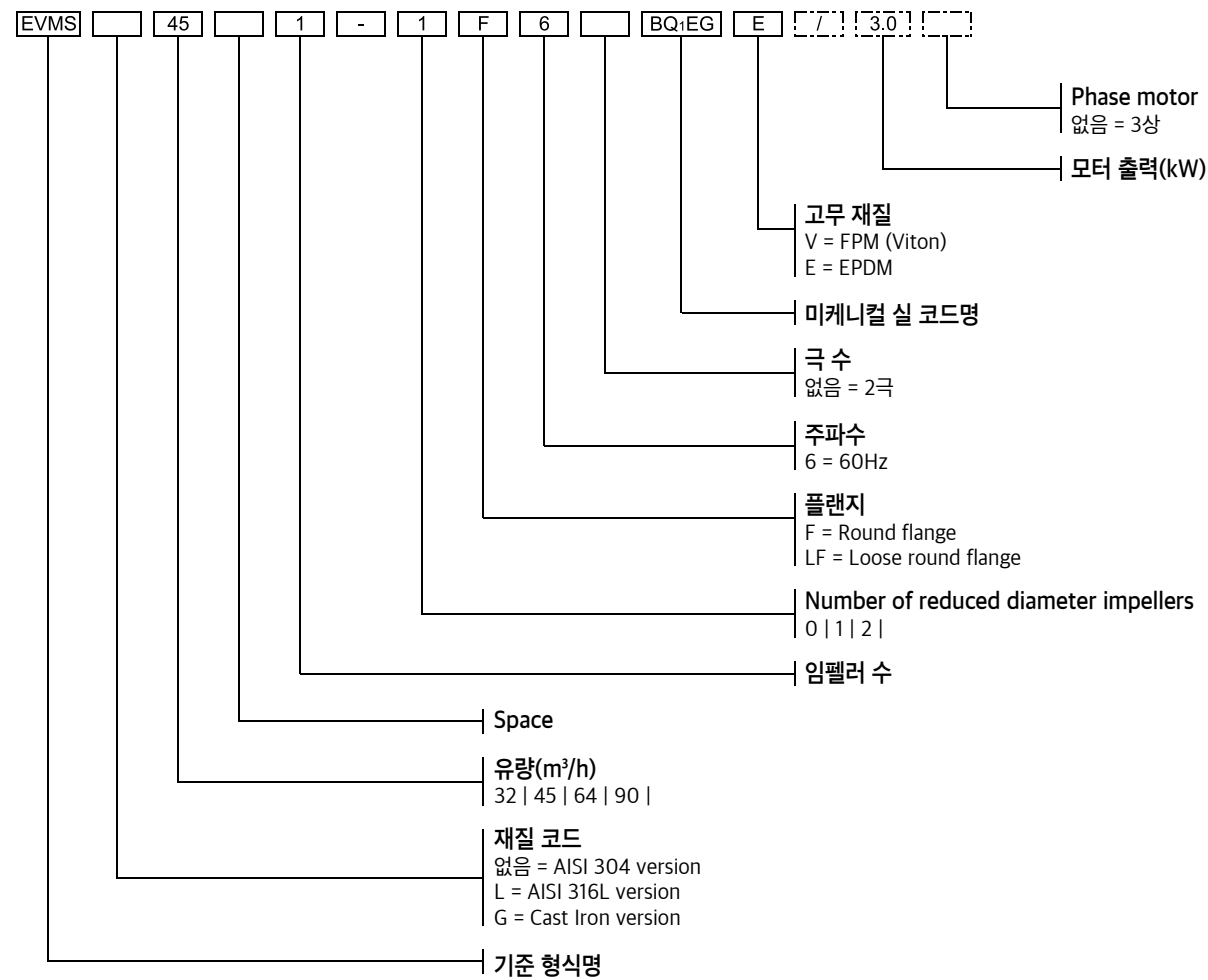 EVMS 45 1 - 1 F 6 BQ1EG E / 3.0
Phase motor
없음 = 3상
모터 출력(kW)
고무 재질
V = FPM (Viton)
E = EPDM
미케니컬 실 코드명
극 수
없음 = 2극
주파수
6 = 60Hz
플랜지
F = Round flange
LF = Loose round flange
Number of reduced diameter impellers
0 | 1 | 2 |
임펠러 수
Space
유량(m³/h)
32 | 45 | 64 | 90 |
재질 코드
없음 = AISI 304 version
L = AISI 316L version
G = Cast Iron version
기준 형식명